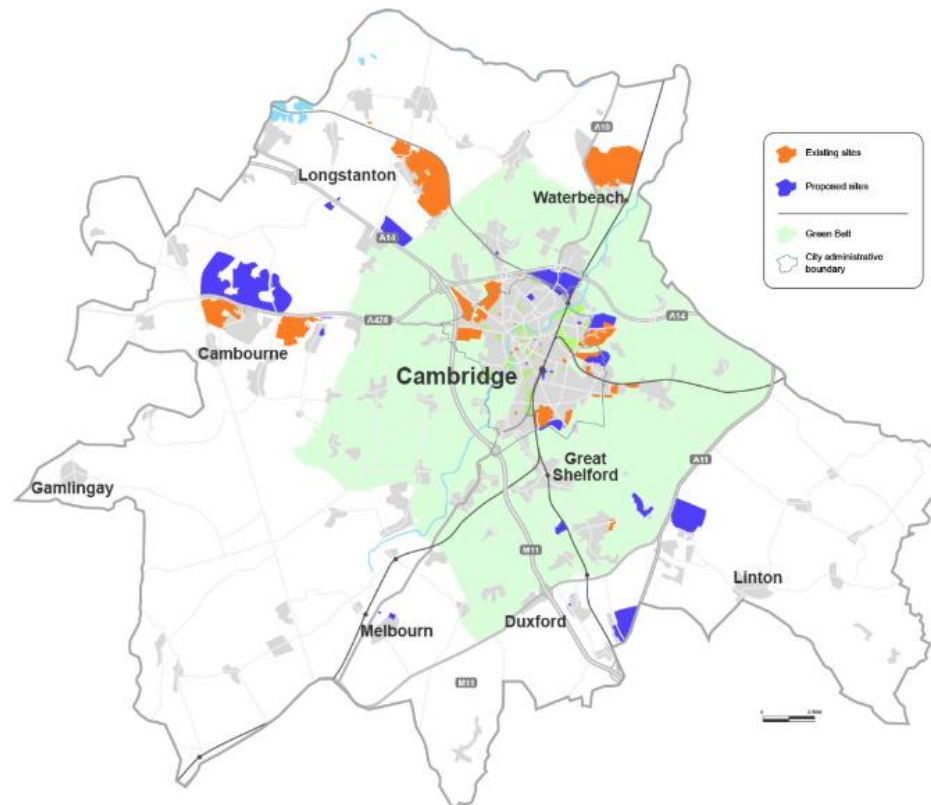 A10
Longstanton
Waterbeach
Existing sites
Proposed sites
Green Belt
City administrative
boundary
A14
A428
A14
Cambourne
Cambridge
Great
Shelford
A11
Gamlingay
M11
Linton
Duxford
Melbourn
M11